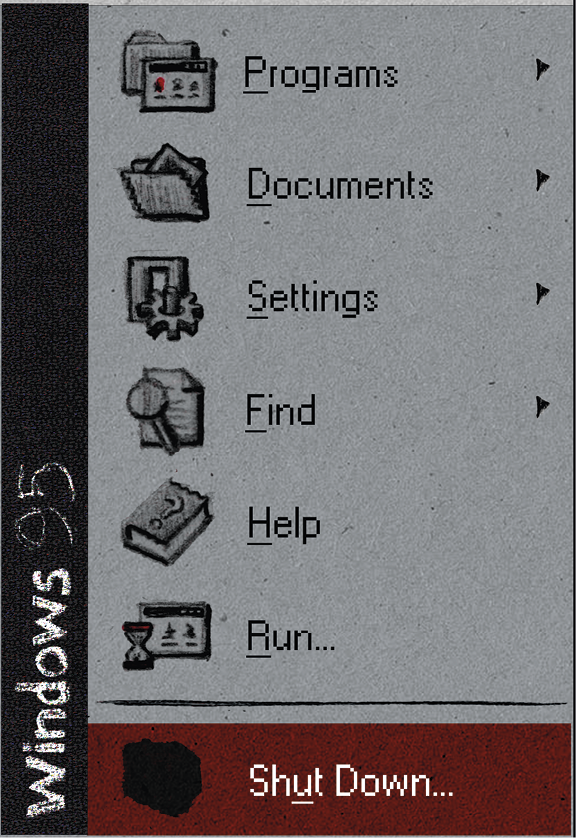 Programs
Documents
Settings
Find
Help
Run...
Shut Down...
Windows 95